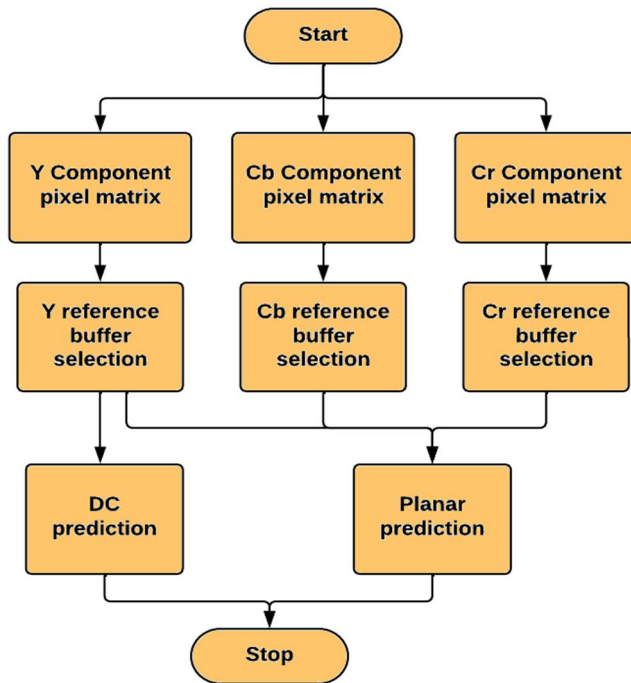 Start
Y Component
pixel matrix
Cb Component
pixel matrix
Cr Component
pixel matrix
Y reference
buffer
selection
Cb reference
buffer
selection
Cr reference
buffer
selection
DC
prediction
Planar
prediction
Stop